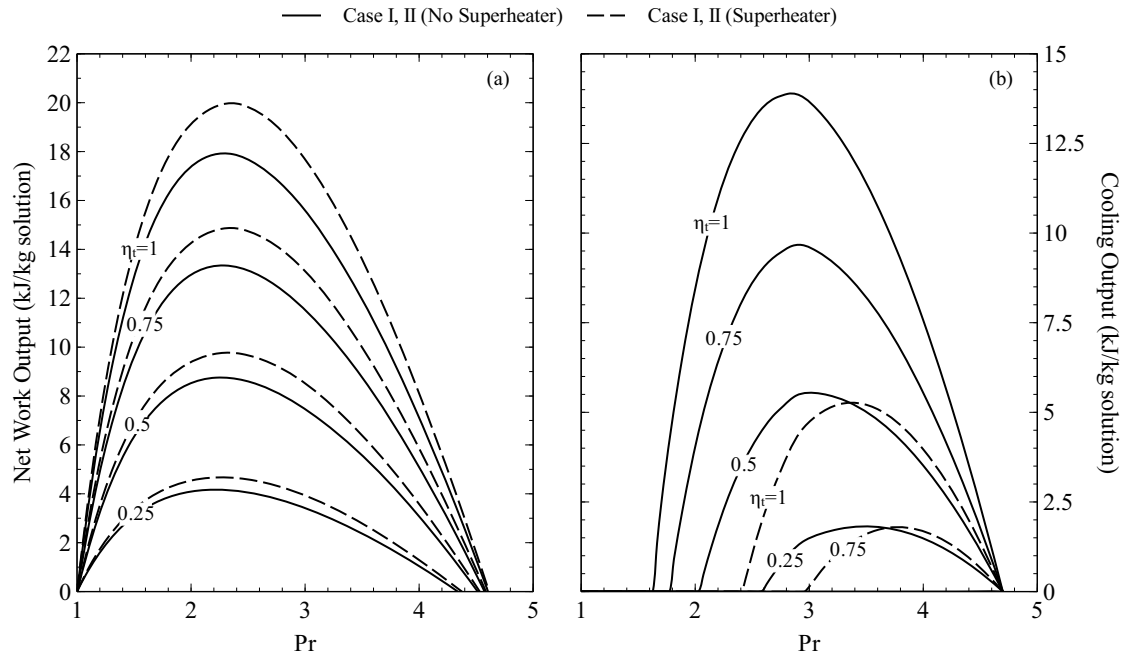 Case I, II (No Superheater) Case I, II (Superheater)
(a)
Net Work Output (kJ/kg solution)
22
20
18
16
14
12
10
8
6
4
2
0
ηt=1
0.75
0.5
0.25
1 2 3 4 5
Pr
(b)
15
12.5
10
7.5
5
2.5
0
Cooling Output (kJ/kg solution)
ηt=1
0.75
0.5
ηt=1
0.25
0.75
1 2 3 4 5
Pr